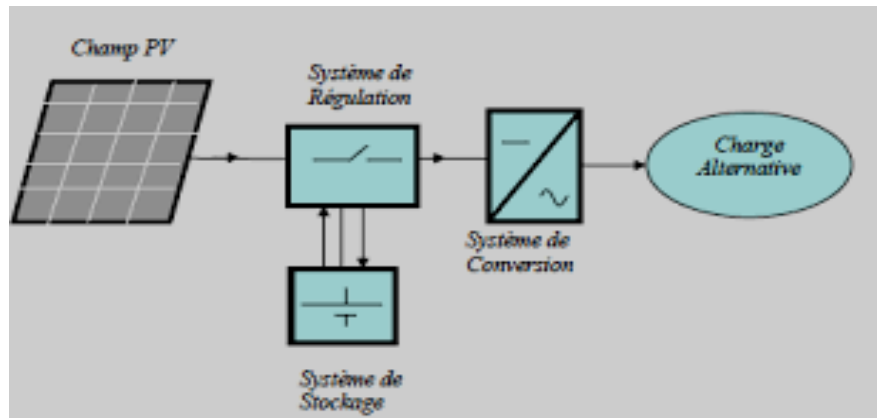 Champ PV
Système de
Régulation
Charge
Alternative
Système de
Conversion
Système de
Stockage